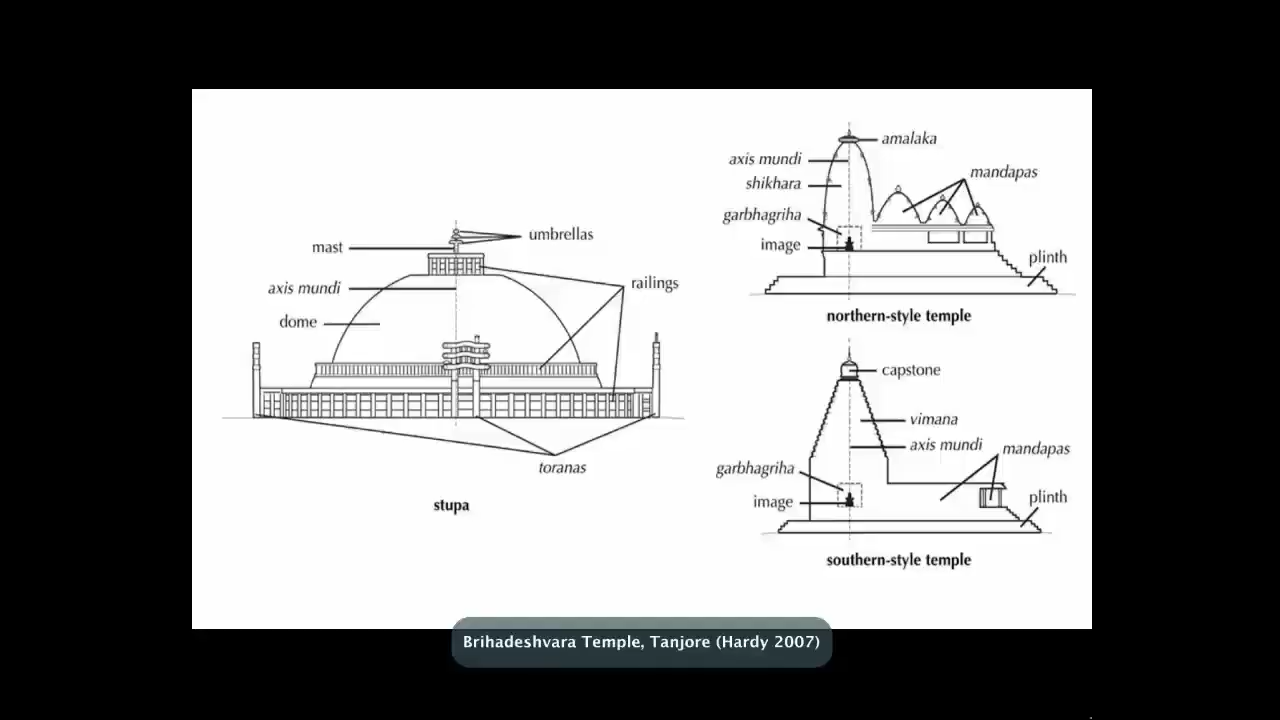 umbrellas
mast
railings
axis mundi
dome
toranas
stupa
amalaka
axis mundi
mandapas
shikhara
garbhagriha
image
plinth
northern-style temple
capstone
vimana
axis mundi
mandapas
garbhagriha
image
plinth
southern-style temple
Brihadeshvara Temple, Tanjore (Hardy 2007)